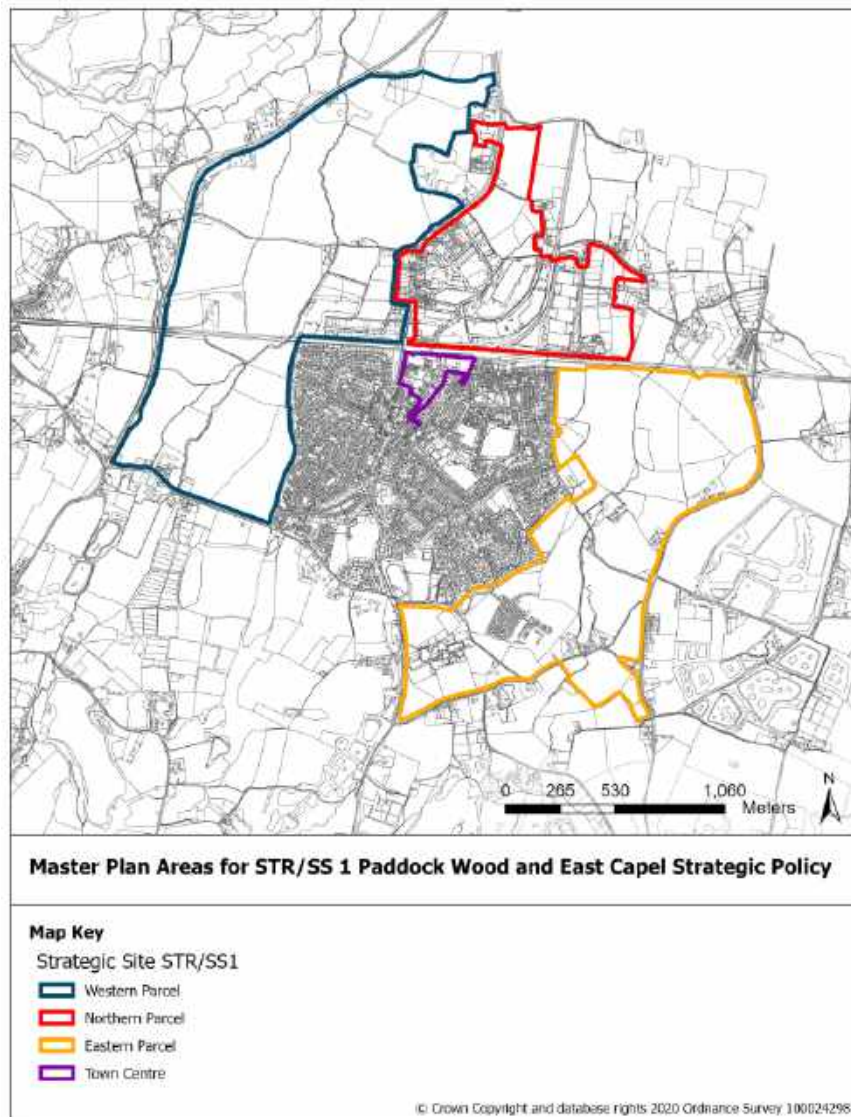 0 265 530 1,060
Meters
N
Master Plan Areas for STR/SS 1 Paddock Wood and East Capel Strategic Policy
Map Key
Strategic Site STR/SS1
Western Parcel
Northern Parcel
Eastern Parcel
Town Centre
© Crown Copyright and database rights 2020 Ordnance Survey 100024298